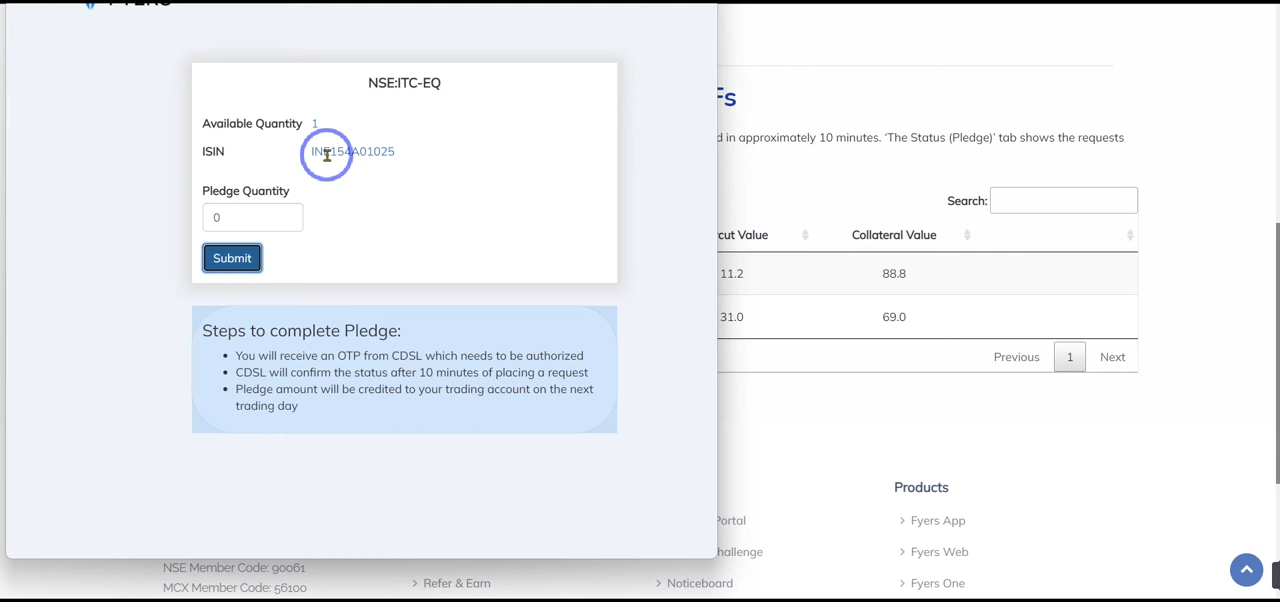 FYERS
NSE:ITC-EQ
Available Quantity 1
ISIN INE154A01025
Pledge Quantity
0
Submit
Steps to complete Pledge:
• You will receive an OTP from CDSL which needs to be authorized
• CDSL will confirm the status after 10 minutes of placing a request
• Pledge amount will be credited to your trading account on the next
trading day
Fs
d in approximately 10 minutes. ‘The Status (Pledge)’ tab shows the requests
Search:
cut Value Collateral Value
11.2 88.8
31.0 69.0
Previous 1 Next
Products
Portal > Fyers App
hallenge > Fyers Web
NSE Member Code: 90061
MCX Member Code: 56100
> Refer & Earn > Noticeboard > Fyers One